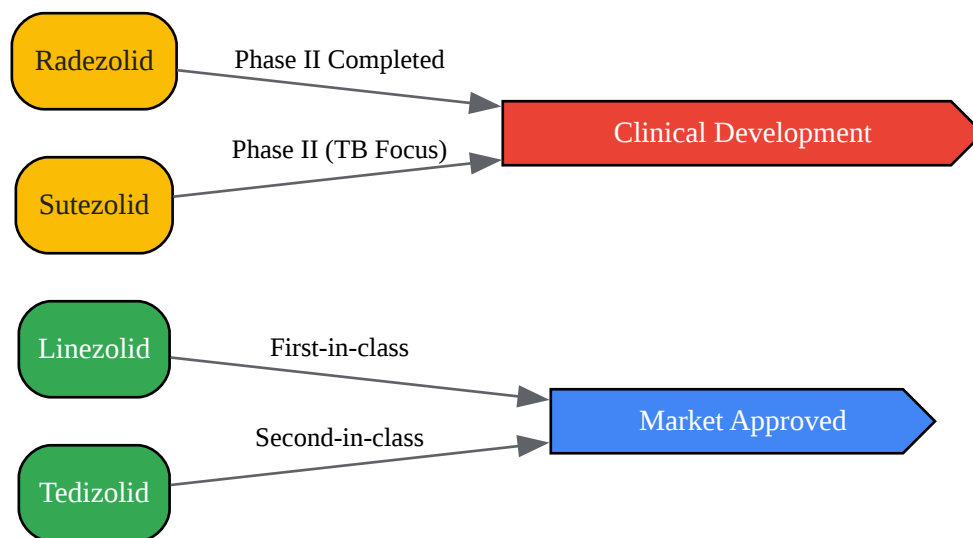 Radezolid
Phase II Completed
Clinical Development
Phase II (TB Focus)
Sutezolid
Linezolid
First-in-class
Market Approved
Second-in-class
Tedizolid